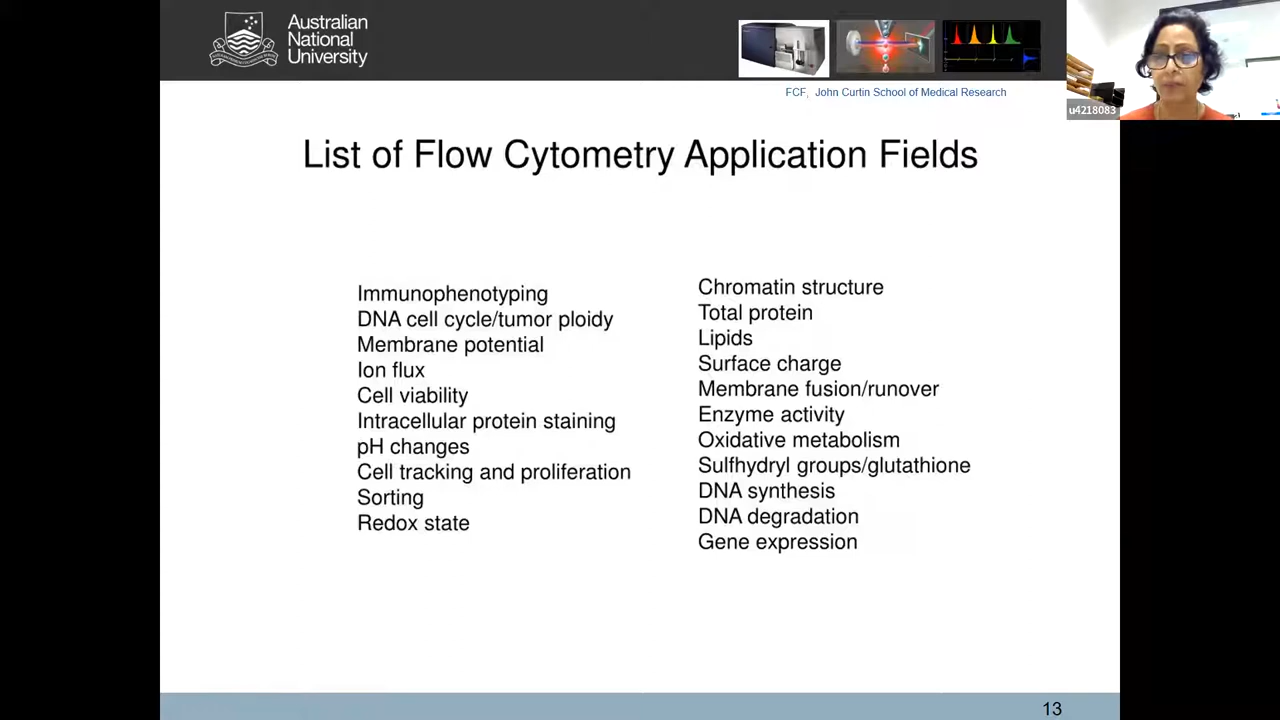 Australian
National
University
u4218083
FCF, John Curtin School of Medical Research
List of Flow Cytometry Application Fields
Immunophenotyping
DNA cell cycle/tumor ploidy
Membrane potential
Ion flux
Cell viability
Intracellular protein staining
pH changes
Cell tracking and proliferation
Sorting
Redox state
Chromatin structure
Total protein
Lipids
Surface charge
Membrane fusion/runover
Enzyme activity
Oxidative metabolism
Sulfhydryl groups/glutathione
DNA synthesis
DNA degradation
Gene expression
13